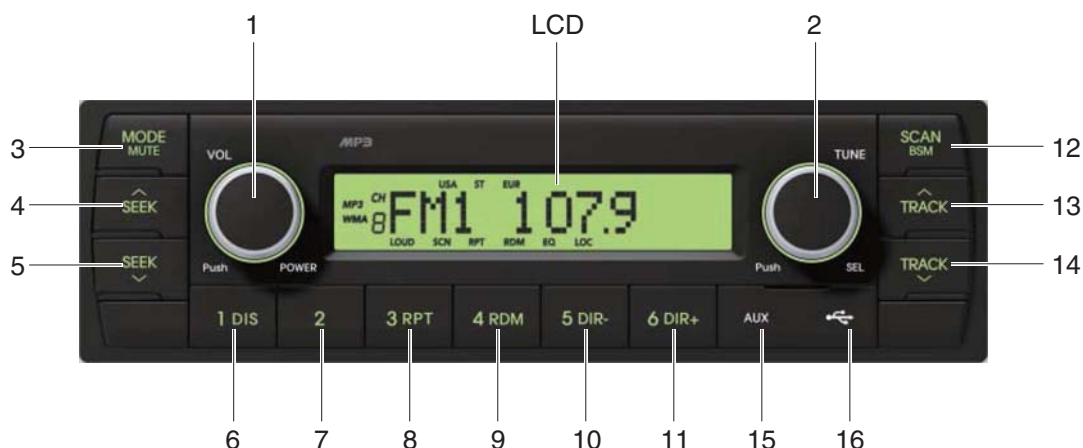 1 LCD 2
3 MODE MUTE
VOL
MP3
TUNE
SCAN BSM 12
4 SEEK
USA ST EUR
MP3 CH
WMA 8 FM1 107.9
LOUD SCN RPT RDM EQ LOC
TRACK 13
5 SEEK
Push POWER
Push SEL
TRACK 14
1 DIS 2 3 RPT 4 RDM 5 DIR- 6 DIR+ AUX
6 7 8 9 10 11 15 16